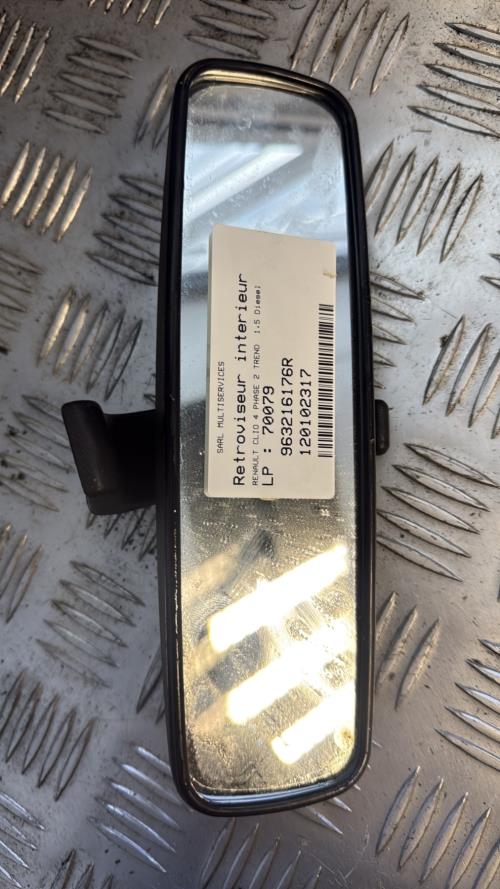 SARL MULTISERVICES
Retroviseur interieur
RENAULT CLIO 4 PHASE 2 TREND 1.5 Diesel
LP : 70079
963216176R
120102317